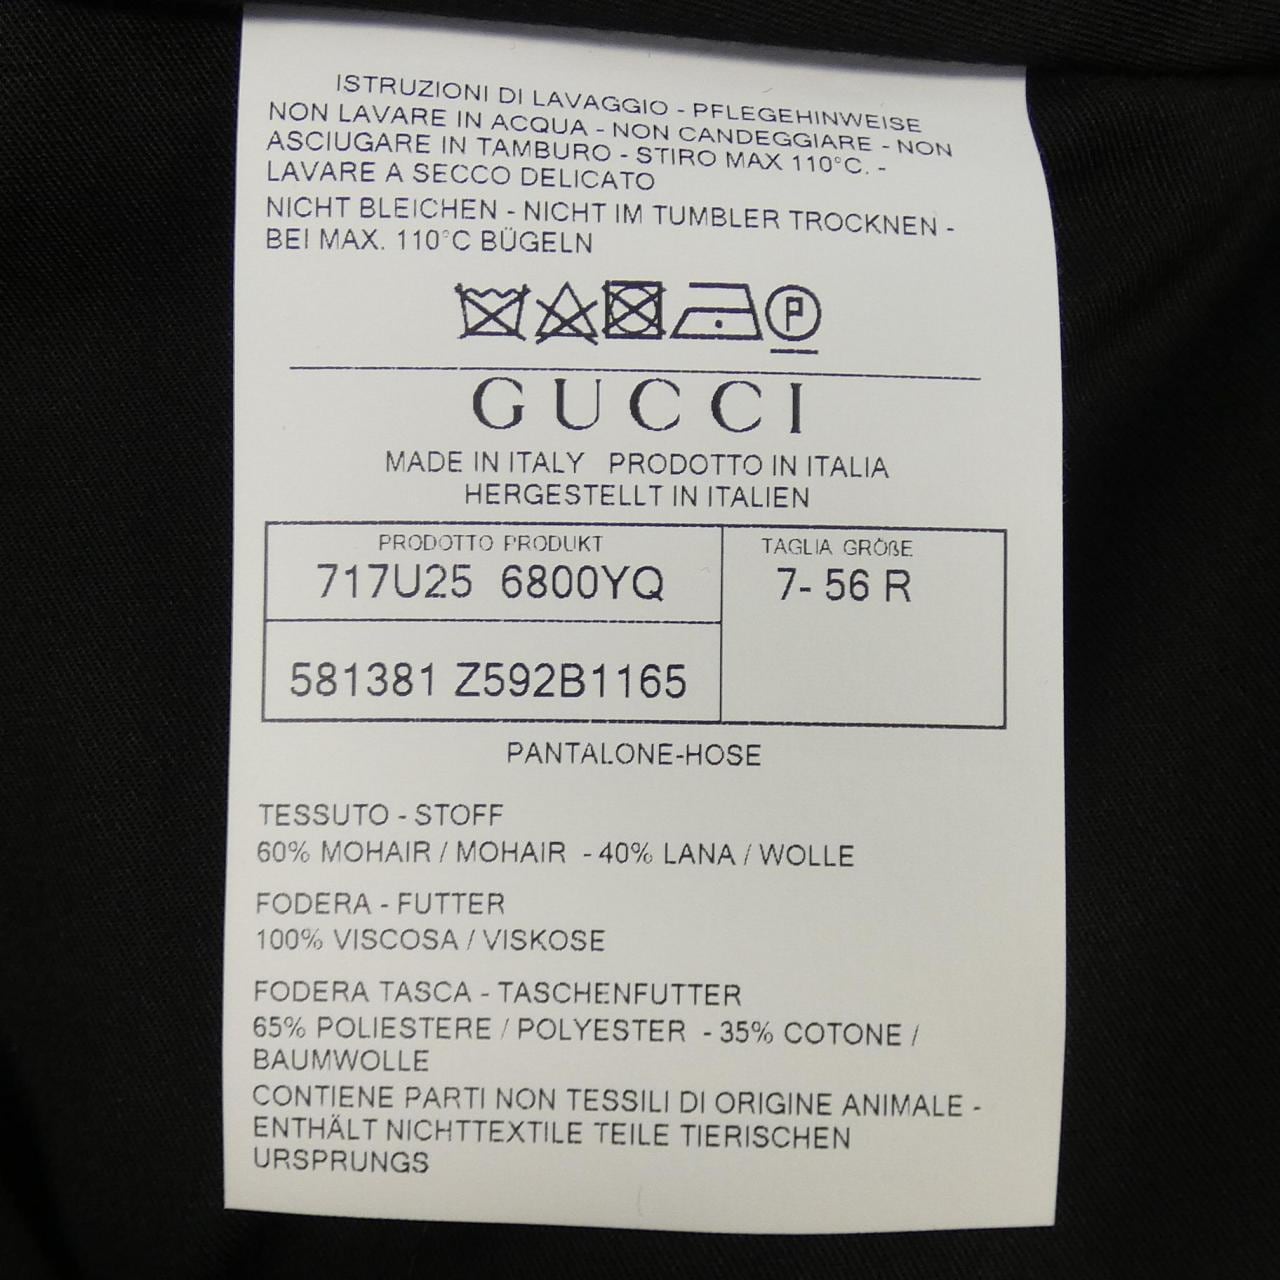 ISTRUZIONI DI LAVAGGIO - PFLEGEHINWEISE
NON LAVARE IN ACQUA - NON CANDEGGIARE - NON
ASCIUGARE IN TAMBURO - STIRO MAX 110°C. -
LAVARE A SECCO DELICATO
NICHT BLEICHEN - NICHT IM TUMBLER TROCKNEN -
BEI MAX. 110°C BÜGELN
P
GUCCI
MADE IN ITALY PRODOTTO IN ITALIA
HERGESTELLT IN ITALIEN
PRODOTTO PRODUKT TAGLIA GRÖßE
717U25 6800YQ 7- 56 R
581381 Z592B1165
PANTALONE-HOSE
TESSUTO - STOFF
60% MOHAIR / MOHAIR - 40% LANA / WOLLE
FODERA - FUTTER
100% VISCOSA / VISKOSE
FODERA TASCA - TASCHENFUTTER
65% POLIESTERE / POLYESTER - 35% COTONE /
BAUMWOLLE
CONTIENE PARTI NON TESSILI DI ORIGINE ANIMALE -
ENTHÄLT NICHTTEXTILE TEILE TIERISCHEN
URSPRUNGS